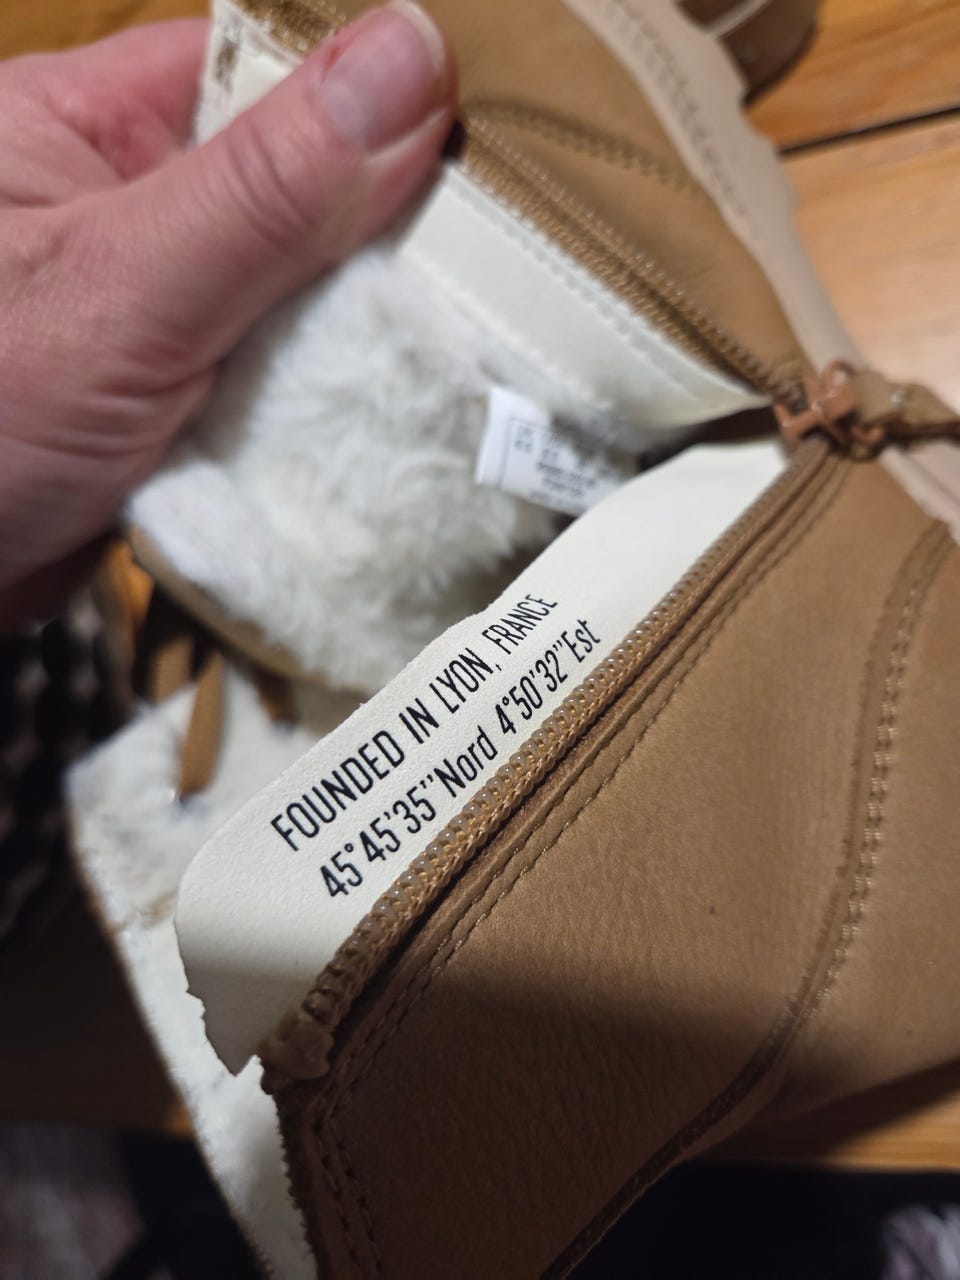 FOUNDED IN LYON, FRANCE
45°45'35"Nord 4°50'32"Est